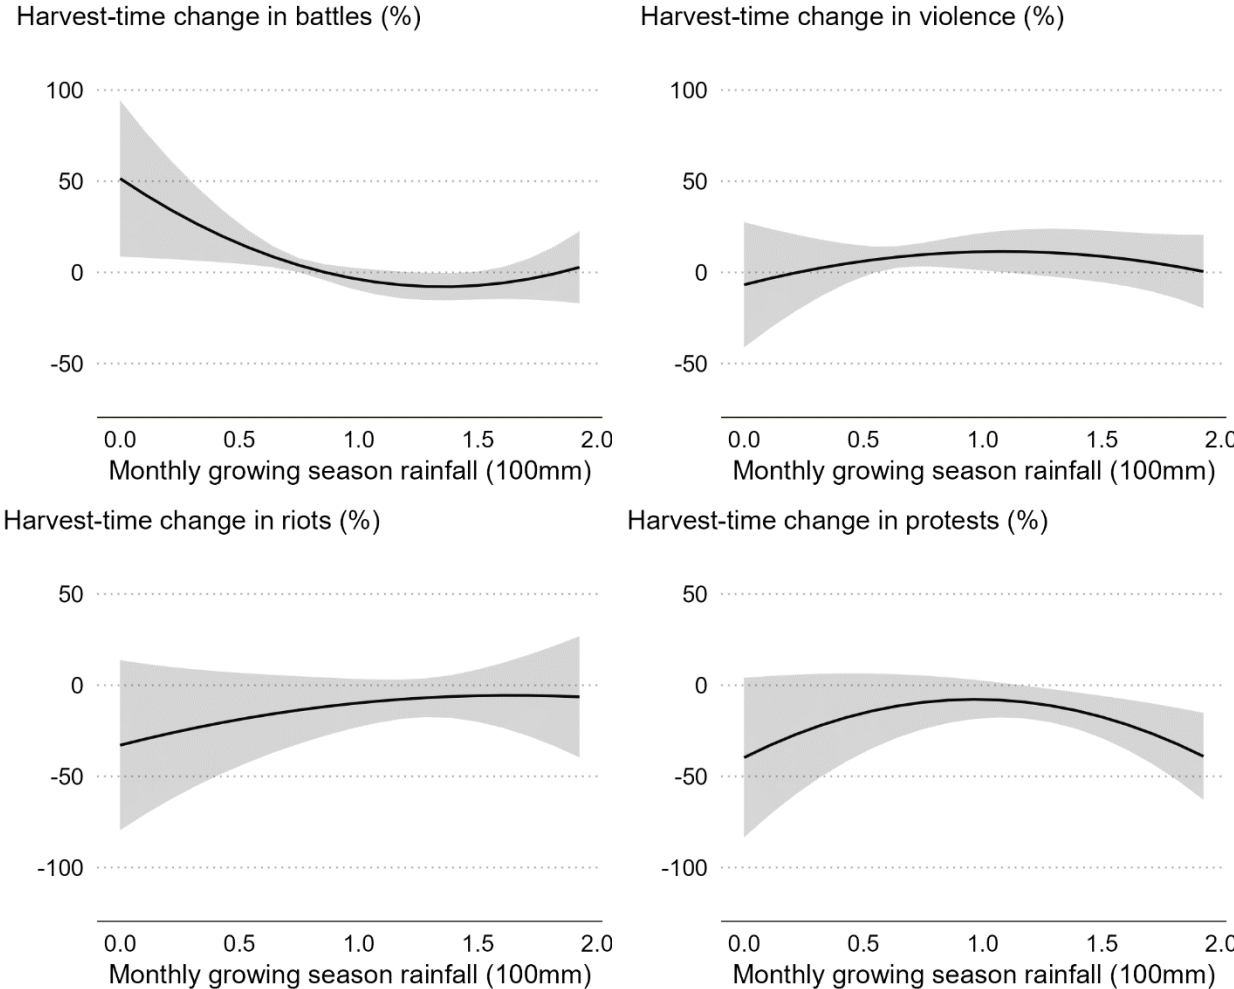 Harvest-time change in battles (%)
100
50
0
-50
0.0 0.5 1.0 1.5 2.0
Monthly growing season rainfall (100mm)
Harvest-time change in violence (%)
100
50
0
-50
0.0 0.5 1.0 1.5 2.0
Monthly growing season rainfall (100mm)
Harvest-time change in riots (%)
50
0
-50
-100
0.0 0.5 1.0 1.5 2.0
Monthly growing season rainfall (100mm)
Harvest-time change in protests (%)
50
0
-50
-100
0.0 0.5 1.0 1.5 2.0
Monthly growing season rainfall (100mm)